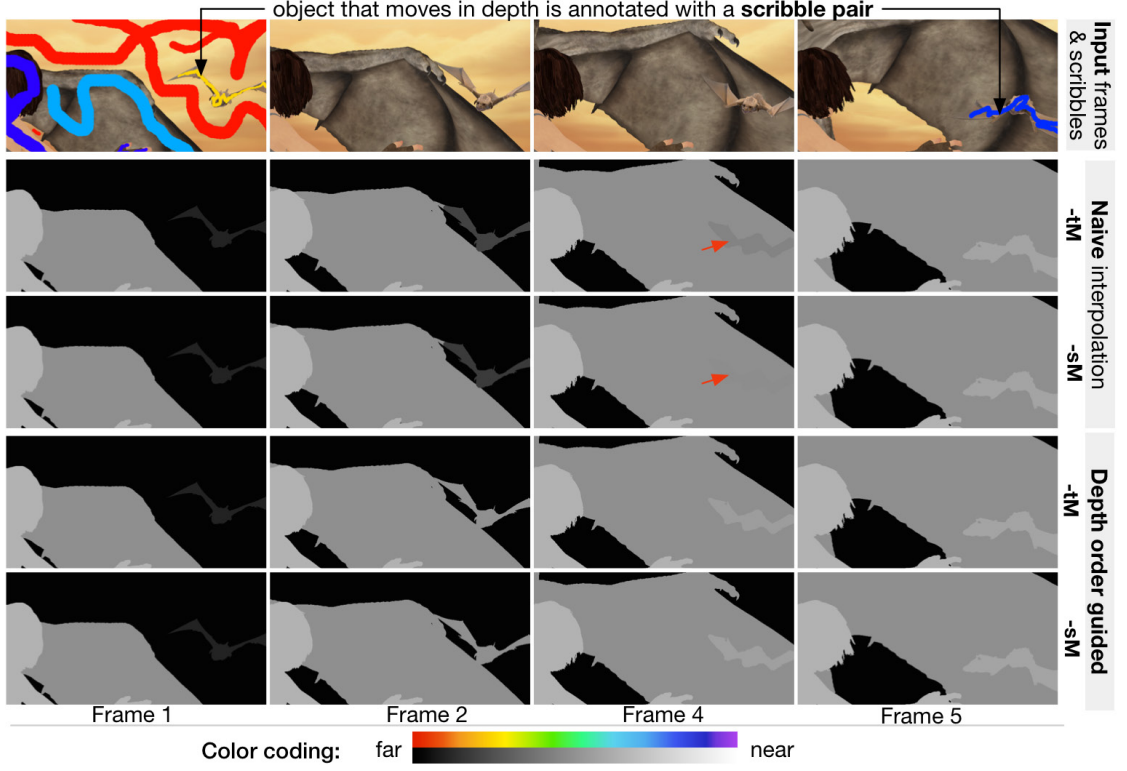 object that moves in depth is annotated with a scribble pair
Input frames
& scribbles
Naive interpolation
-tM
-sM
Depth order guided
-tM
-sM
Frame 1
Frame 2
Frame 4
Frame 5
Color coding:
far
near